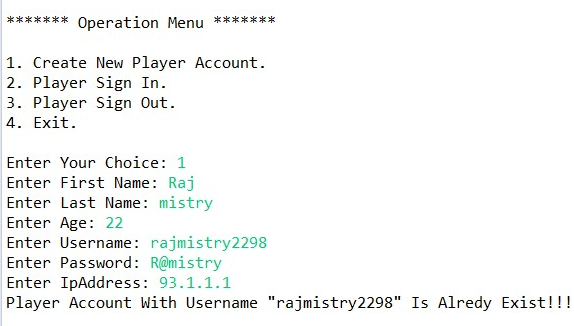 ******* Operation Menu *******
1. Create New Player Account.
2. Player Sign In.
3. Player Sign Out.
4. Exit.
Enter Your Choice: 1
Enter First Name: Raj
Enter Last Name: mistry
Enter Age: 22
Enter Username: rajmistry2298
Enter Password: R@mistry
Enter IpAddress: 93.1.1.1
Player Account With Username "rajmistry2298" Is Alredy Exist!!!